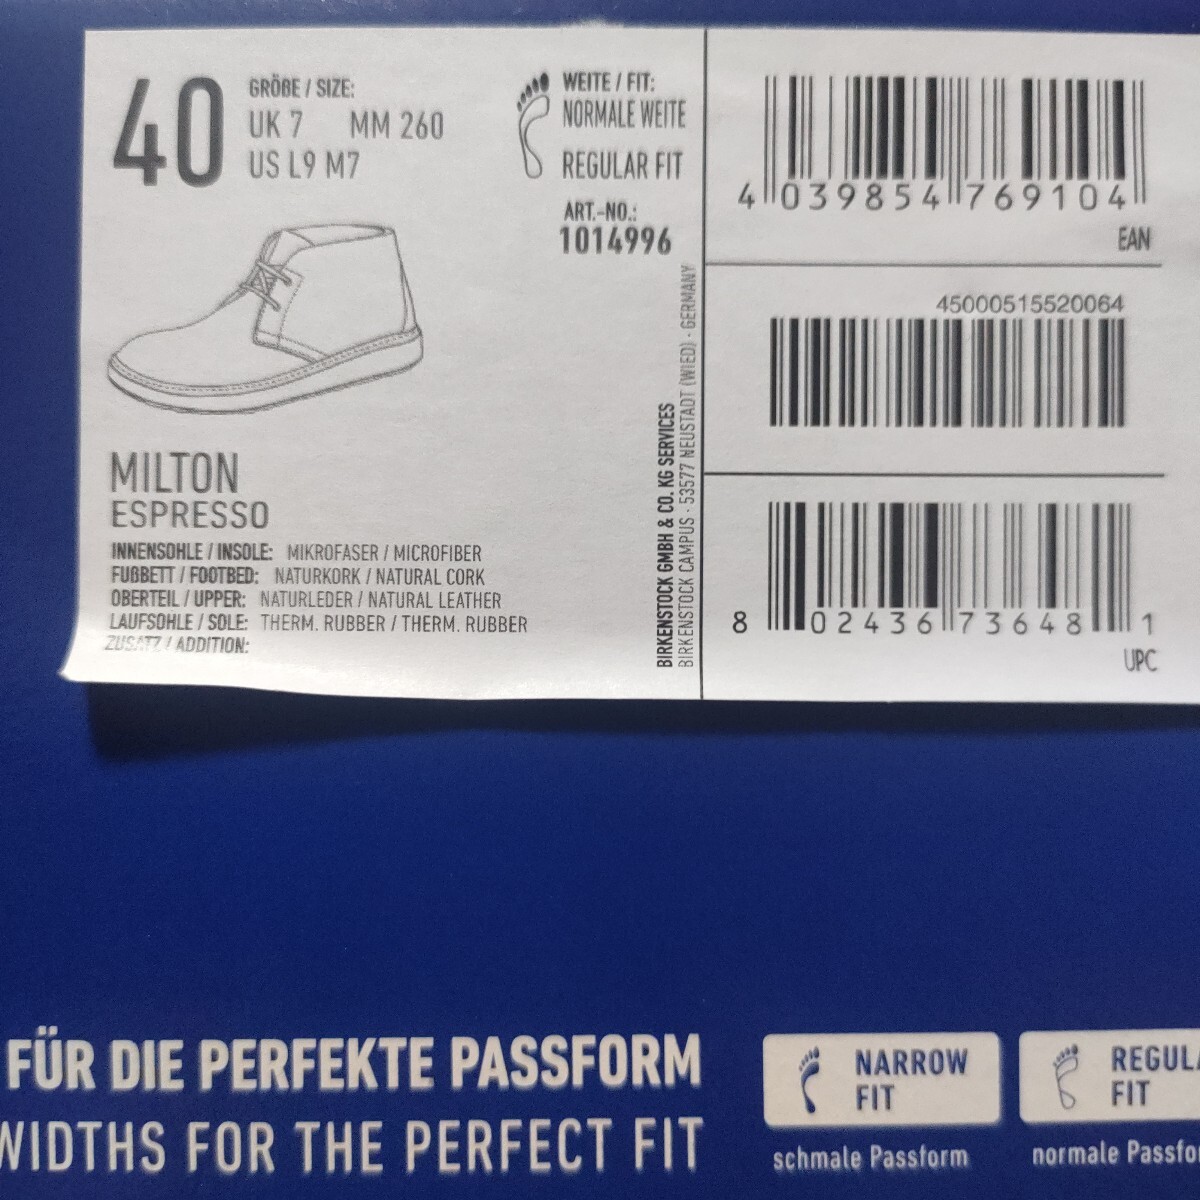 40
GRÖßE / SIZE:
UK 7 MM 260
US L9 M7
WEITE / FIT:
NORMALE WEITE
REGULAR FIT
ART.-NO.:
1014996
MILTON
ESPRESSO
INNENSOHLE / INSOLE: MIKROFASER / MICROFIBER
FUßBETT / FOOTBED: NATURKORK / NATURAL CORK
OBERTEIL / UPPER: NATURLEDER / NATURAL LEATHER
LAUFSOHLE / SOLE: THERM. RUBBER / THERM. RUBBER
ZUSATZ / ADDITION:
BIRKENSTOCK GMBH & CO. KG SERVICES
BIRKENSTOCK CAMPUS · 53577 NEUSTADT (WIED) · GERMANY
4 039854 769104
EAN
45000515520064
8 02436 73648 1
UPC
FÜR DIE PERFEKTE PASSFORM
WIDTHS FOR THE PERFECT FIT
NARROW
FIT
schmale Passform
REGULA
FIT
normale Passfo